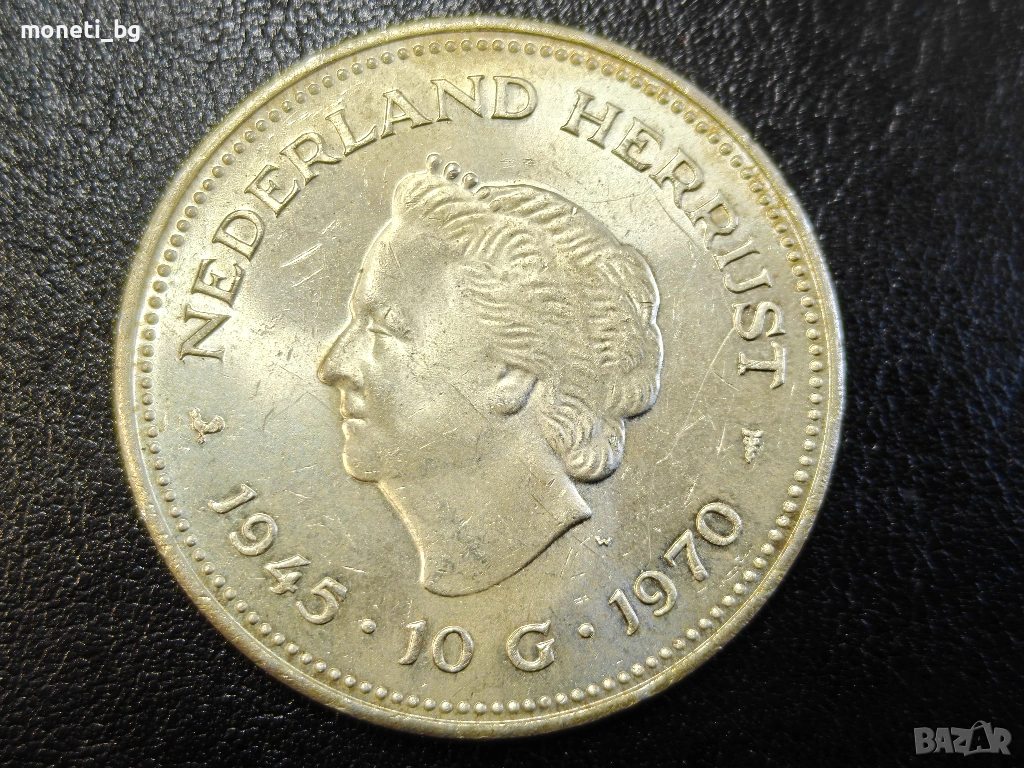 moneti_bg
NEDERLAND HERRIJST
1945 · 10 G · 1970
BAZAR